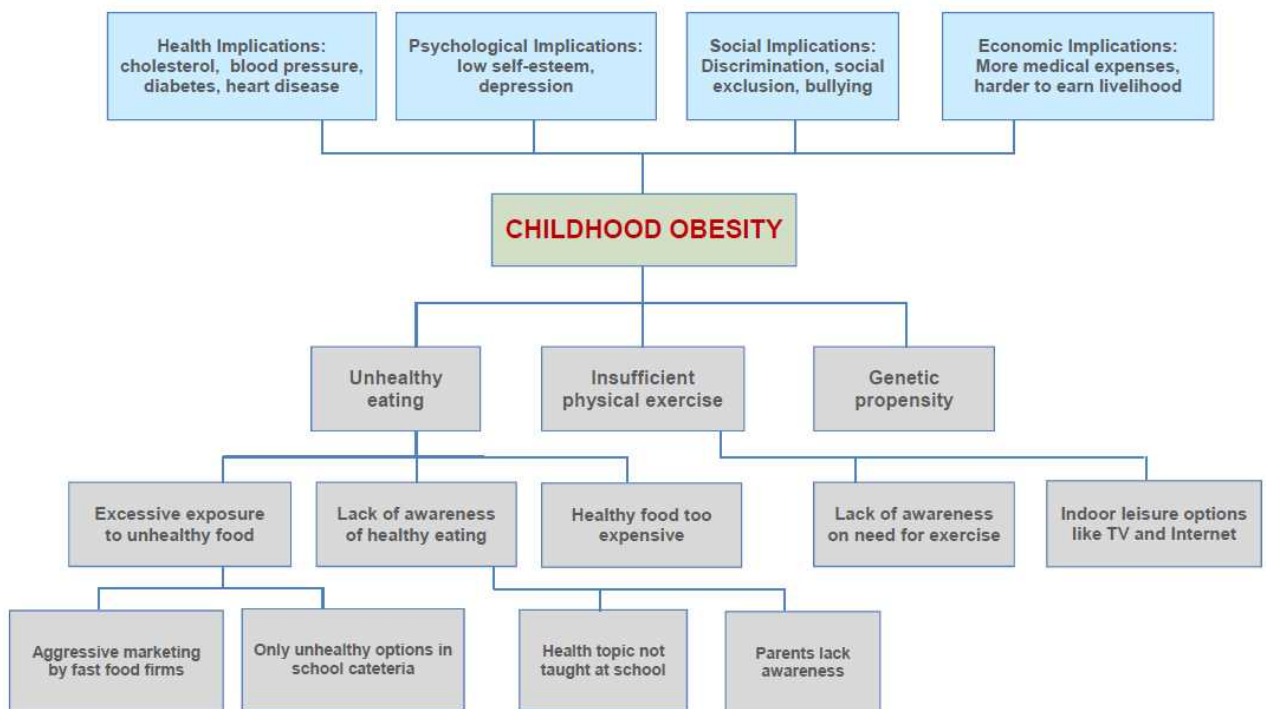 Health Implications:
cholesterol, blood pressure,
diabetes, heart disease
Psychological Implications:
low self-esteem,
depression
Social Implications:
Discrimination, social
exclusion, bullying
Economic Implications:
More medical expenses,
harder to earn livelihood
CHILDHOOD OBESITY
Unhealthy
eating
Insufficient
physical exercise
Genetic
propensity
Excessive exposure
to unhealthy food
Lack of awareness
of healthy eating
Healthy food too
expensive
Lack of awareness
on need for exercise
Indoor leisure options
like TV and Internet
Aggressive marketing
by fast food firms
Only unhealthy options in
school cateteria
Health topic not
taught at school
Parents lack
awareness